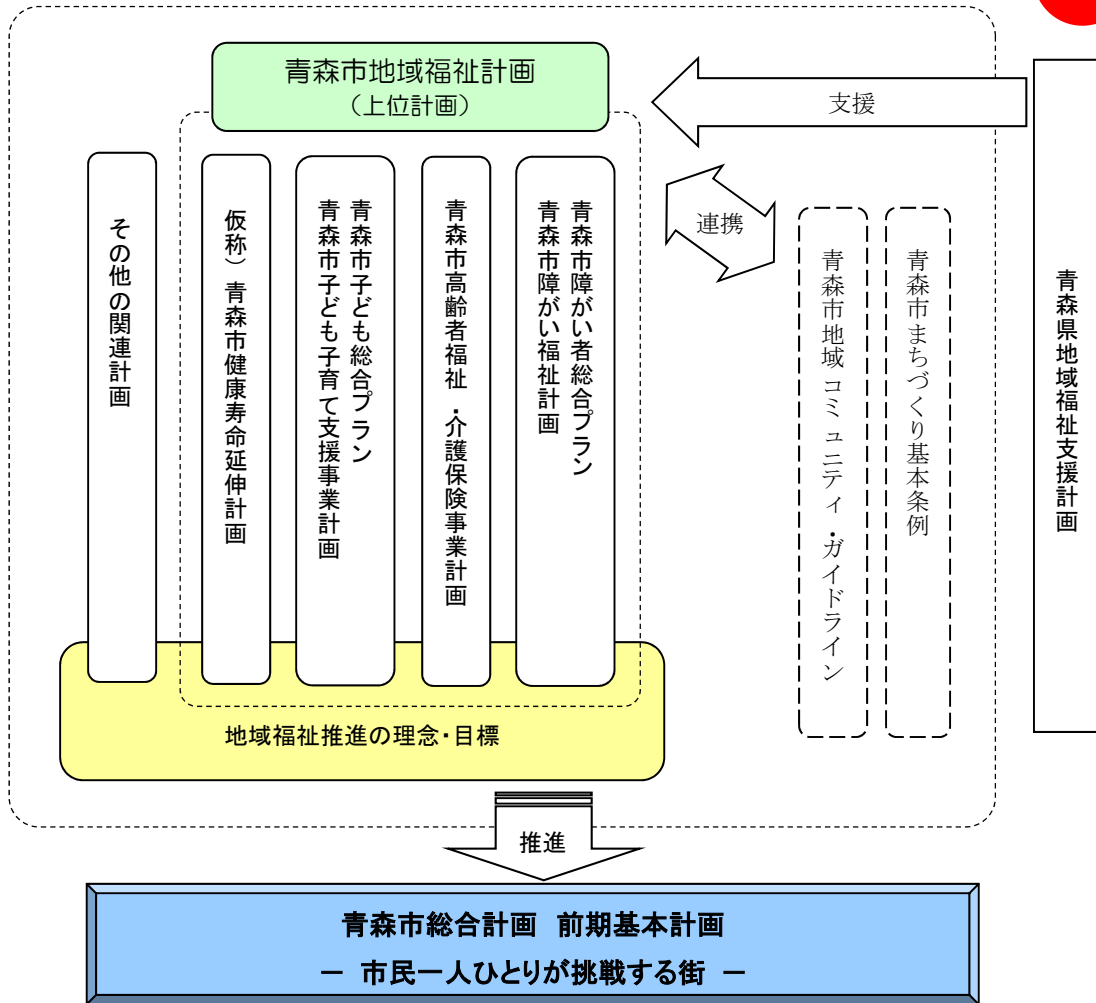 青森市地域福祉計画
（上位計画）
支援
連携
青森県地域福祉支援計画
青森市まちづくり基本条例
青森市地域コミュニティ・ガイドライン
青森市障がい者総合プラン
青森市障がい福祉計画
青森市高齢者福祉・介護保険事業計画
青森市子ども総合プラン
青森市子ども子育て支援事業計画
仮称）青森市健康寿命延伸計画
その他の関連計画
地域福祉推進の理念・目標
推進
青森市総合計画 前期基本計画
－ 市民一人ひとりが挑戦する街 －